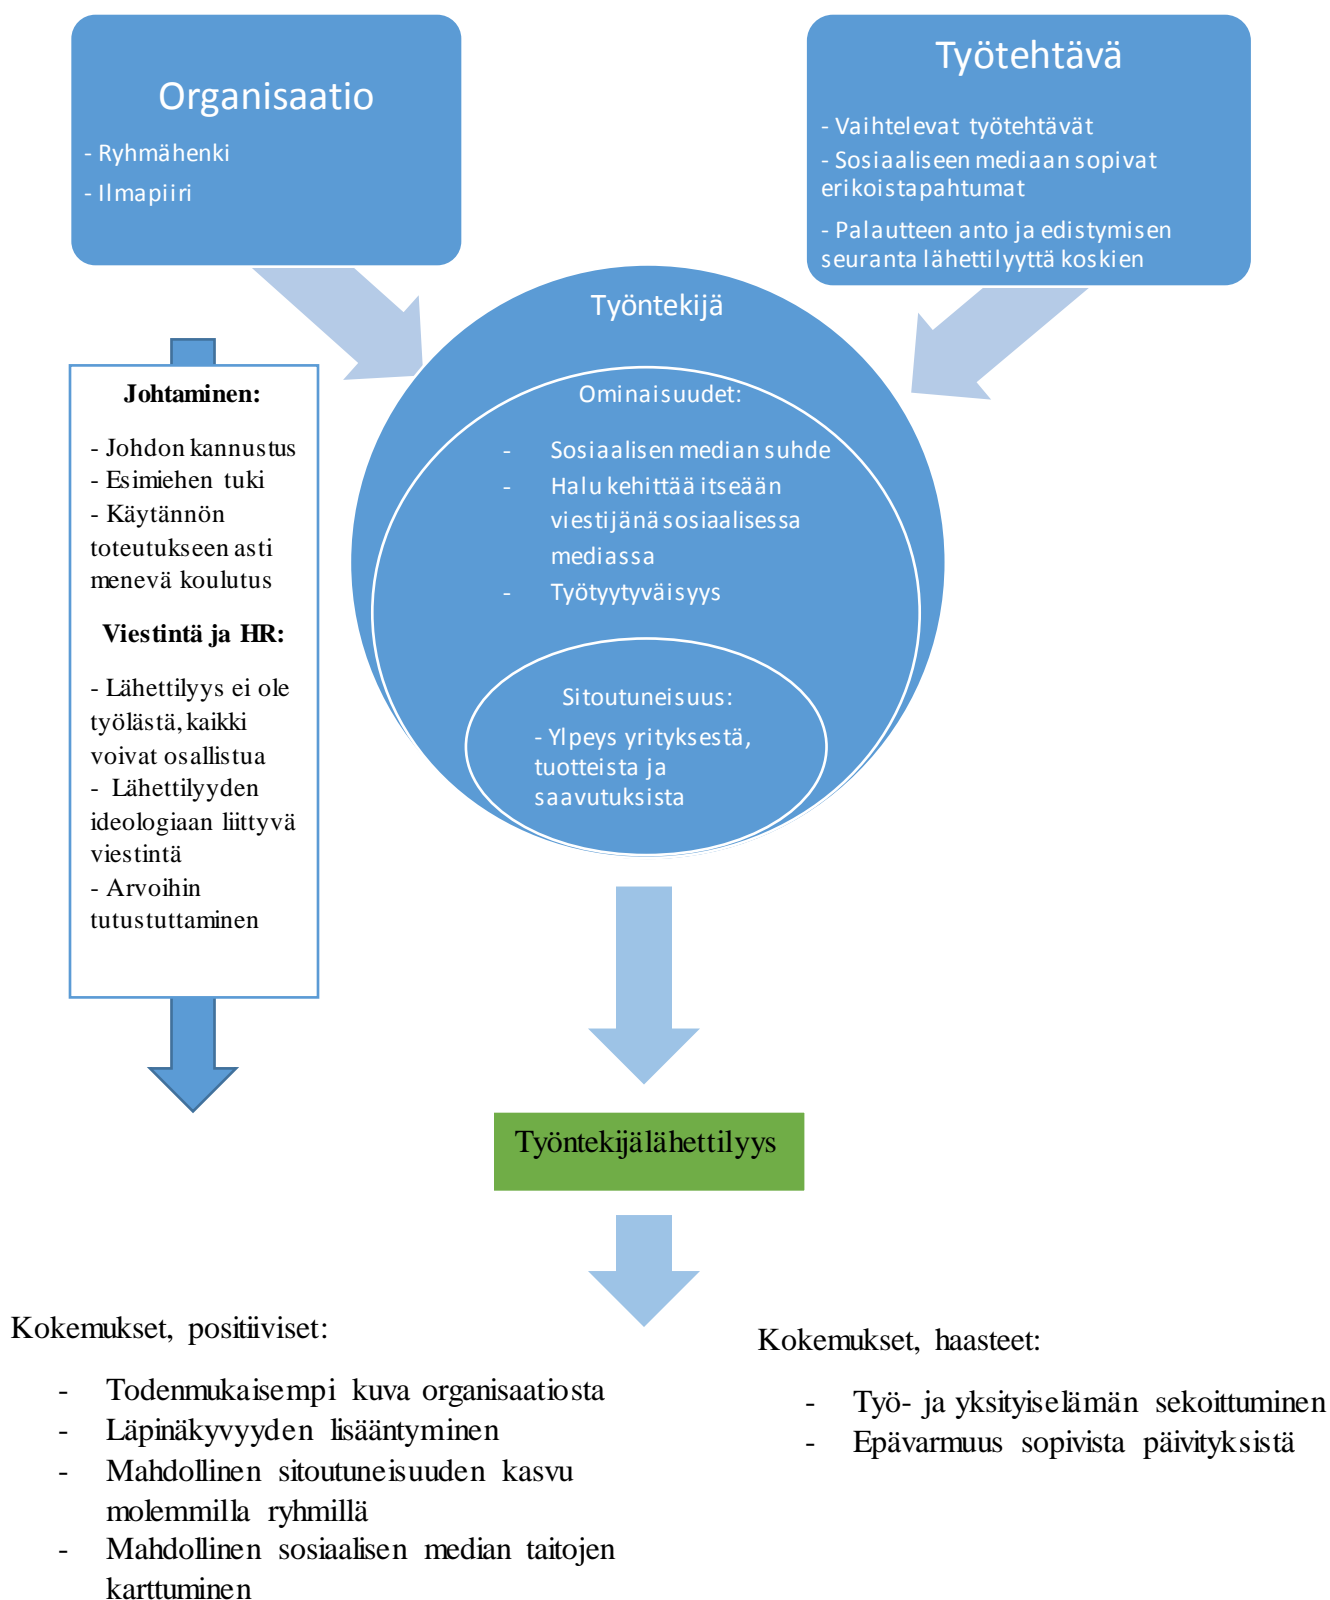 Organisaatio
- Ryhmähenki
- Ilmapiiri
Työtehtävä
- Vaihtelevat työtehtävät
- Sosiaaliseen mediaan sopivat
erikoistapahtumat
- Palautteen anto ja edistymisen
seuranta lähettilyyttä koskien
Johtaminen:
- Johdon kannustus
- Esimiehen tuki
- Käytännön
toteutukseen asti
menevä koulutus
Viestintä ja HR:
- Lähettilyys ei ole
työlästä, kaikki
voivat osallistua
- Lähettilyyden
ideologiaan liittyvä
viestintä
- Arvoihin
tutustuttaminen
Työntekijä
Ominaisuudet:
- Sosiaalisen median suhde
- Halu kehittää itseään
viestijänä sosiaalisessa
mediassa
- Työtyytyväisyys
Sitoutuneisuus:
- Ylpeys yrityksestä,
tuotteista ja
saavutuksista
Työntekijälähettilyys
Kokemukset, positiiviset:
- Todenmukaisempi kuva organisaatiosta
- Läpinäkyvyyden lisääntyminen
- Mahdollinen sitoutuneisuuden kasvu
molemmilla ryhmillä
- Mahdollinen sosiaalisen median taitojen
karttuminen
Kokemukset, haasteet:
- Työ- ja yksityiselämän sekoittuminen
- Epävarmuus sopivista päivityksistä